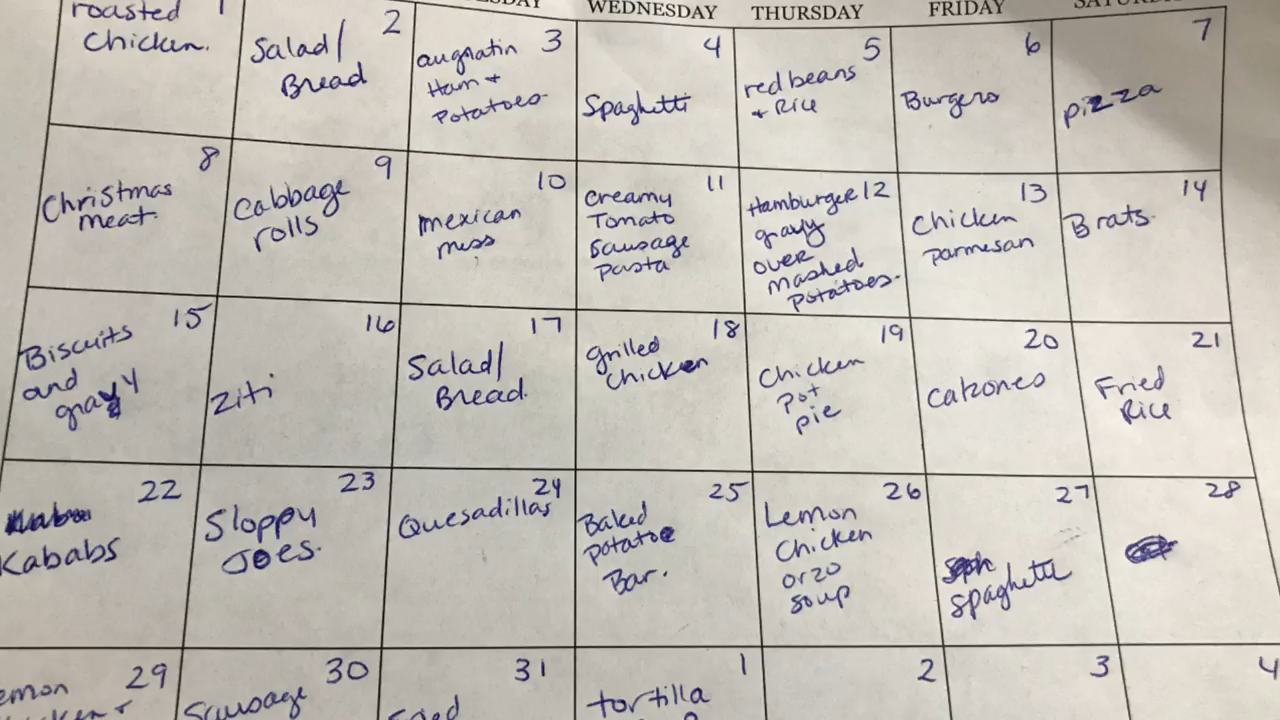 WEDNESDAY THURSDAY FRIDAY
roasted 1
Chicken.
2
Salad/
Bread
3
augratin
Ham +
Potatoes
4
Spaghetti
5
red beans
+ Rice
6
Burgers
7
pizza
8
Christmas
meat.
9
Cabbage
rolls
10
mexican
mess
11
Creamy
Tomato
Sausage
pasta
Hamburger 12
gravy
over
mashed
Potatoes.
13
Chicken
parmesan
14
Brats.
15
Biscuits
and
gravy
16
Ziti
17
Salad/
Bread
18
grilled
Chicken
19
Chicken
pot
pie
20
Calzones
21
Fried
Rice
22
Kababs
23
Sloppy
Joes.
24
Quesadillas
25
Baked
potatoe
Bar.
26
Lemon
Chicken
orzo
soup
27
Spaghetti
28
29
30
Sausage
31
1
tortilla
2
3
4